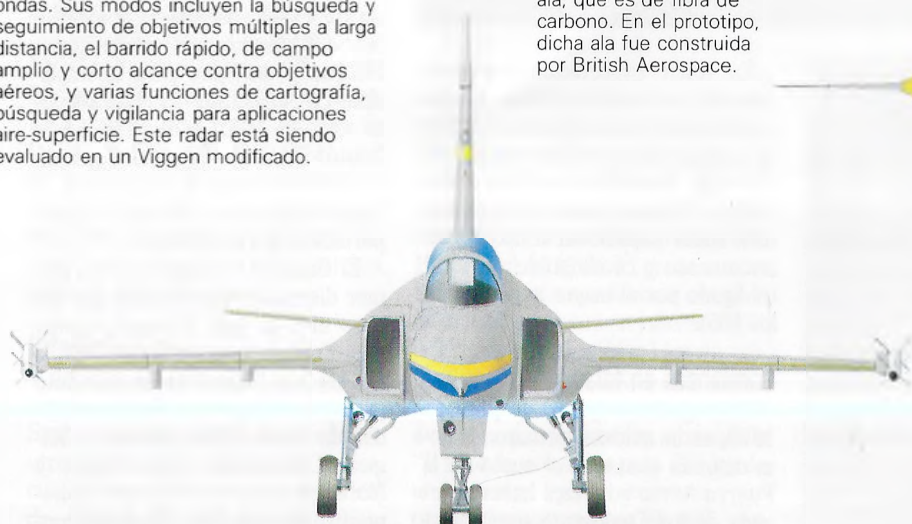 ondas. Sus modos incluyen la búsqueda y
seguimiento de objetivos múltiples a larga
distancia, el barrido rápido, de campo
amplio y corto alcance contra objetivos
aéreos, y varias funciones de cartografía,
búsqueda y vigilancia para aplicaciones
aire-superficie. Este radar está siendo
evaluado en un Viggen modificado.
ala, que es de fibra de
carbono. En el prototipo,
dicha ala fue construida
por British Aerospace.